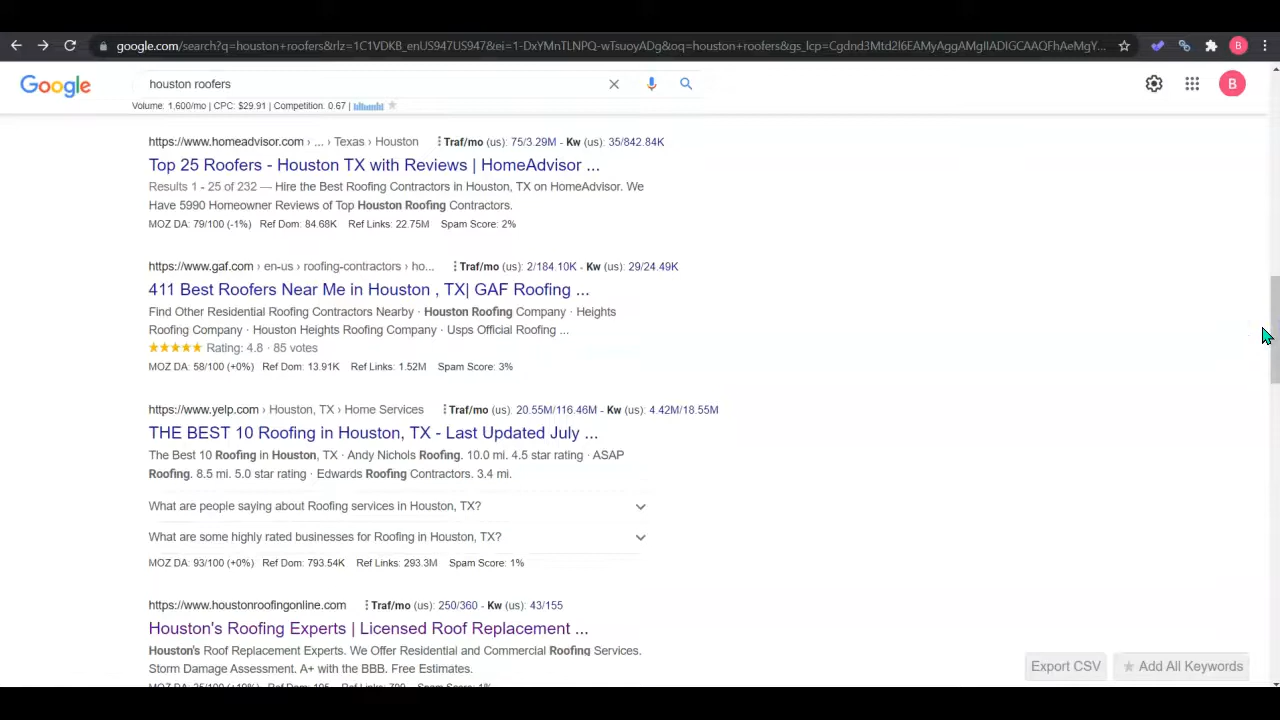 google.com/search?q=houston+roofers&rlz=1C1VDKB_enUS947US947&ei=1-DxYMnTLNPQ-wTsuoyADg&oq=houston+roofers&gs_lcp=Cgdnd3Mtd2l6EAMyAggAMgIIADIGCAAQFhAeMgY...
B
Google
houston roofers
B
Volume: 1,600/mo | CPC: $29.91 | Competition: 0.67 |
https://www.homeadvisor.com › ... › Texas › Houston Traf/mo (us): 75/3.29M - Kw (us): 35/842.84K
Top 25 Roofers - Houston TX with Reviews | HomeAdvisor ...
Results 1 - 25 of 232 — Hire the Best Roofing Contractors in Houston, TX on HomeAdvisor. We
Have 5990 Homeowner Reviews of Top Houston Roofing Contractors.
MOZ DA: 79/100 (-1%) Ref Dom: 84.68K Ref Links: 22.75M Spam Score: 2%
https://www.gaf.com › en-us › roofing-contractors › ho... Traf/mo (us): 2/184.10K - Kw (us): 29/24.49K
411 Best Roofers Near Me in Houston , TX| GAF Roofing ...
Find Other Residential Roofing Contractors Nearby · Houston Roofing Company · Heights
Roofing Company · Houston Heights Roofing Company · Usps Official Roofing ...
Rating: 4.8 · 85 votes
MOZ DA: 58/100 (+0%) Ref Dom: 13.91K Ref Links: 1.52M Spam Score: 3%
https://www.yelp.com › Houston, TX › Home Services Traf/mo (us): 20.55M/116.46M - Kw (us): 4.42M/18.55M
THE BEST 10 Roofing in Houston, TX - Last Updated July ...
The Best 10 Roofing in Houston, TX · Andy Nichols Roofing. 10.0 mi. 4.5 star rating · ASAP
Roofing. 8.5 mi. 5.0 star rating · Edwards Roofing Contractors. 3.4 mi.
What are people saying about Roofing services in Houston, TX?
What are some highly rated businesses for Roofing in Houston, TX?
MOZ DA: 93/100 (+0%) Ref Dom: 793.54K Ref Links: 293.3M Spam Score: 1%
https://www.houstonroofingonline.com Traf/mo (us): 250/360 - Kw (us): 43/155
Houston's Roofing Experts | Licensed Roof Replacement ...
Houston's Roof Replacement Experts. We Offer Residential and Commercial Roofing Services.
Storm Damage Assessment. A+ with the BBB. Free Estimates.
Export CSV
Add All Keywords